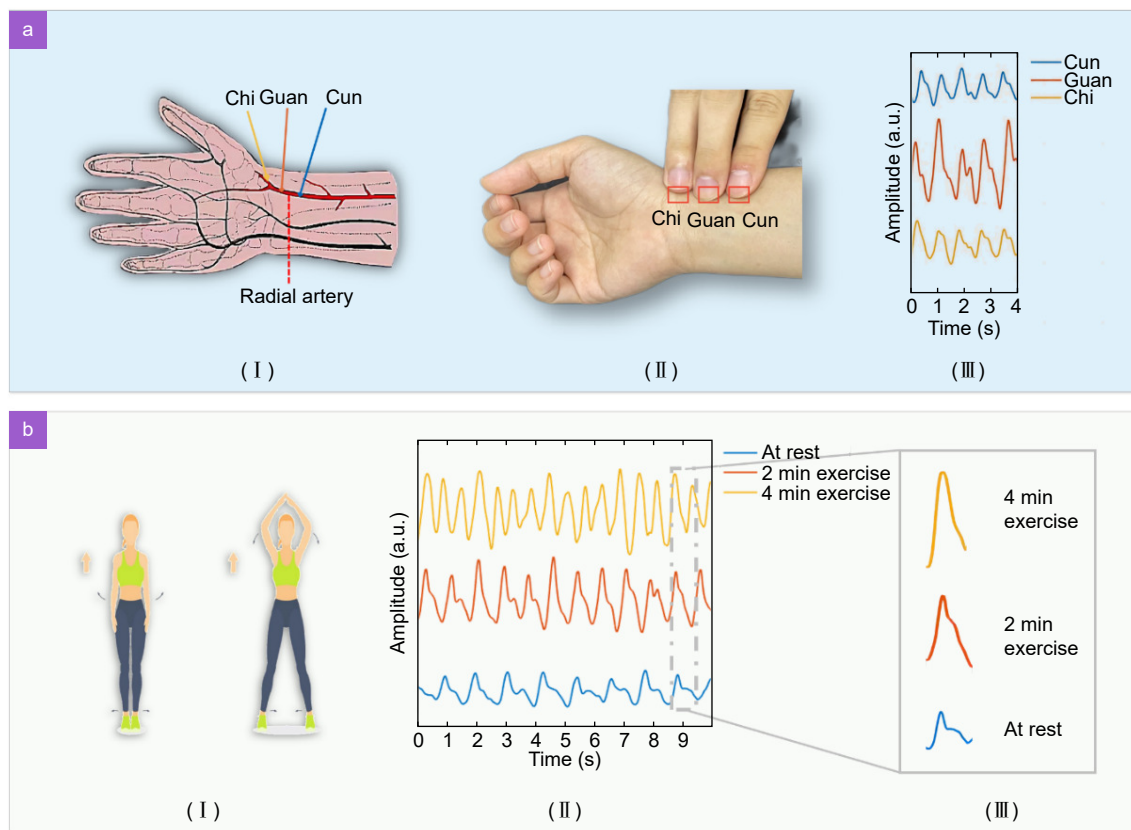 a
Chi Guan Cun
Radial artery
(Ⅰ)
Chi Guan Cun
(Ⅱ)
Cun
Guan
Chi
Amplitude (a.u.)
0 1 2 3 4
Time (s)
(Ⅲ)
b
(Ⅰ)
At rest
2 min exercise
4 min exercise
Amplitude (a.u.)
0 1 2 3 4 5 6 7 8 9
Time (s)
(Ⅱ)
4 min
exercise
2 min
exercise
At rest
(Ⅲ)